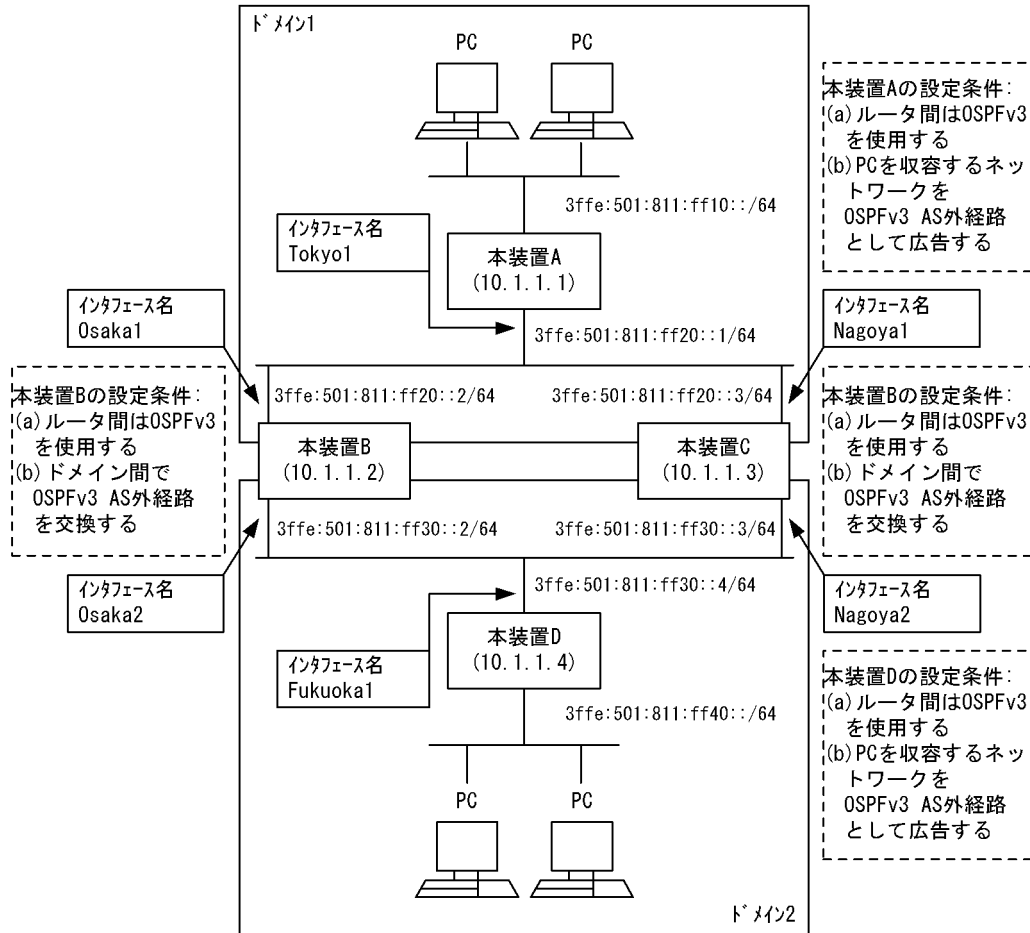 ドメイン1
PC
PC
3ffe:501:811:ff10::/64
本装置Aの設定条件:
(a)ルータ間はOSPFv3
を使用する
(b)PCを収容するネッ
トワークを
OSPFv3 AS外経路
として広告する
インタフェース名
Tokyo1
本装置A
(10.1.1.1)
インタフェース名
Osaka1
3ffe:501:811:ff20::1/64
インタフェース名
Nagoya1
本装置Bの設定条件:
(a)ルータ間はOSPFv3
を使用する
(b)ドメイン間で
OSPFv3 AS外経路
を交換する
3ffe:501:811:ff20::2/64
3ffe:501:811:ff20::3/64
本装置B
(10.1.1.2)
本装置C
(10.1.1.3)
本装置Bの設定条件:
(a)ルータ間はOSPFv3
を使用する
(b)ドメイン間で
OSPFv3 AS外経路
を交換する
3ffe:501:811:ff30::2/64
3ffe:501:811:ff30::3/64
インタフェース名
Osaka2
3ffe:501:811:ff30::4/64
インタフェース名
Nagoya2
インタフェース名
Fukuoka1
本装置D
(10.1.1.4)
3ffe:501:811:ff40::/64
本装置Dの設定条件:
(a)ルータ間はOSPFv3
を使用する
(b)PCを収容するネッ
トワークを
OSPFv3 AS外経路
として広告する
PC
PC
ドメイン2